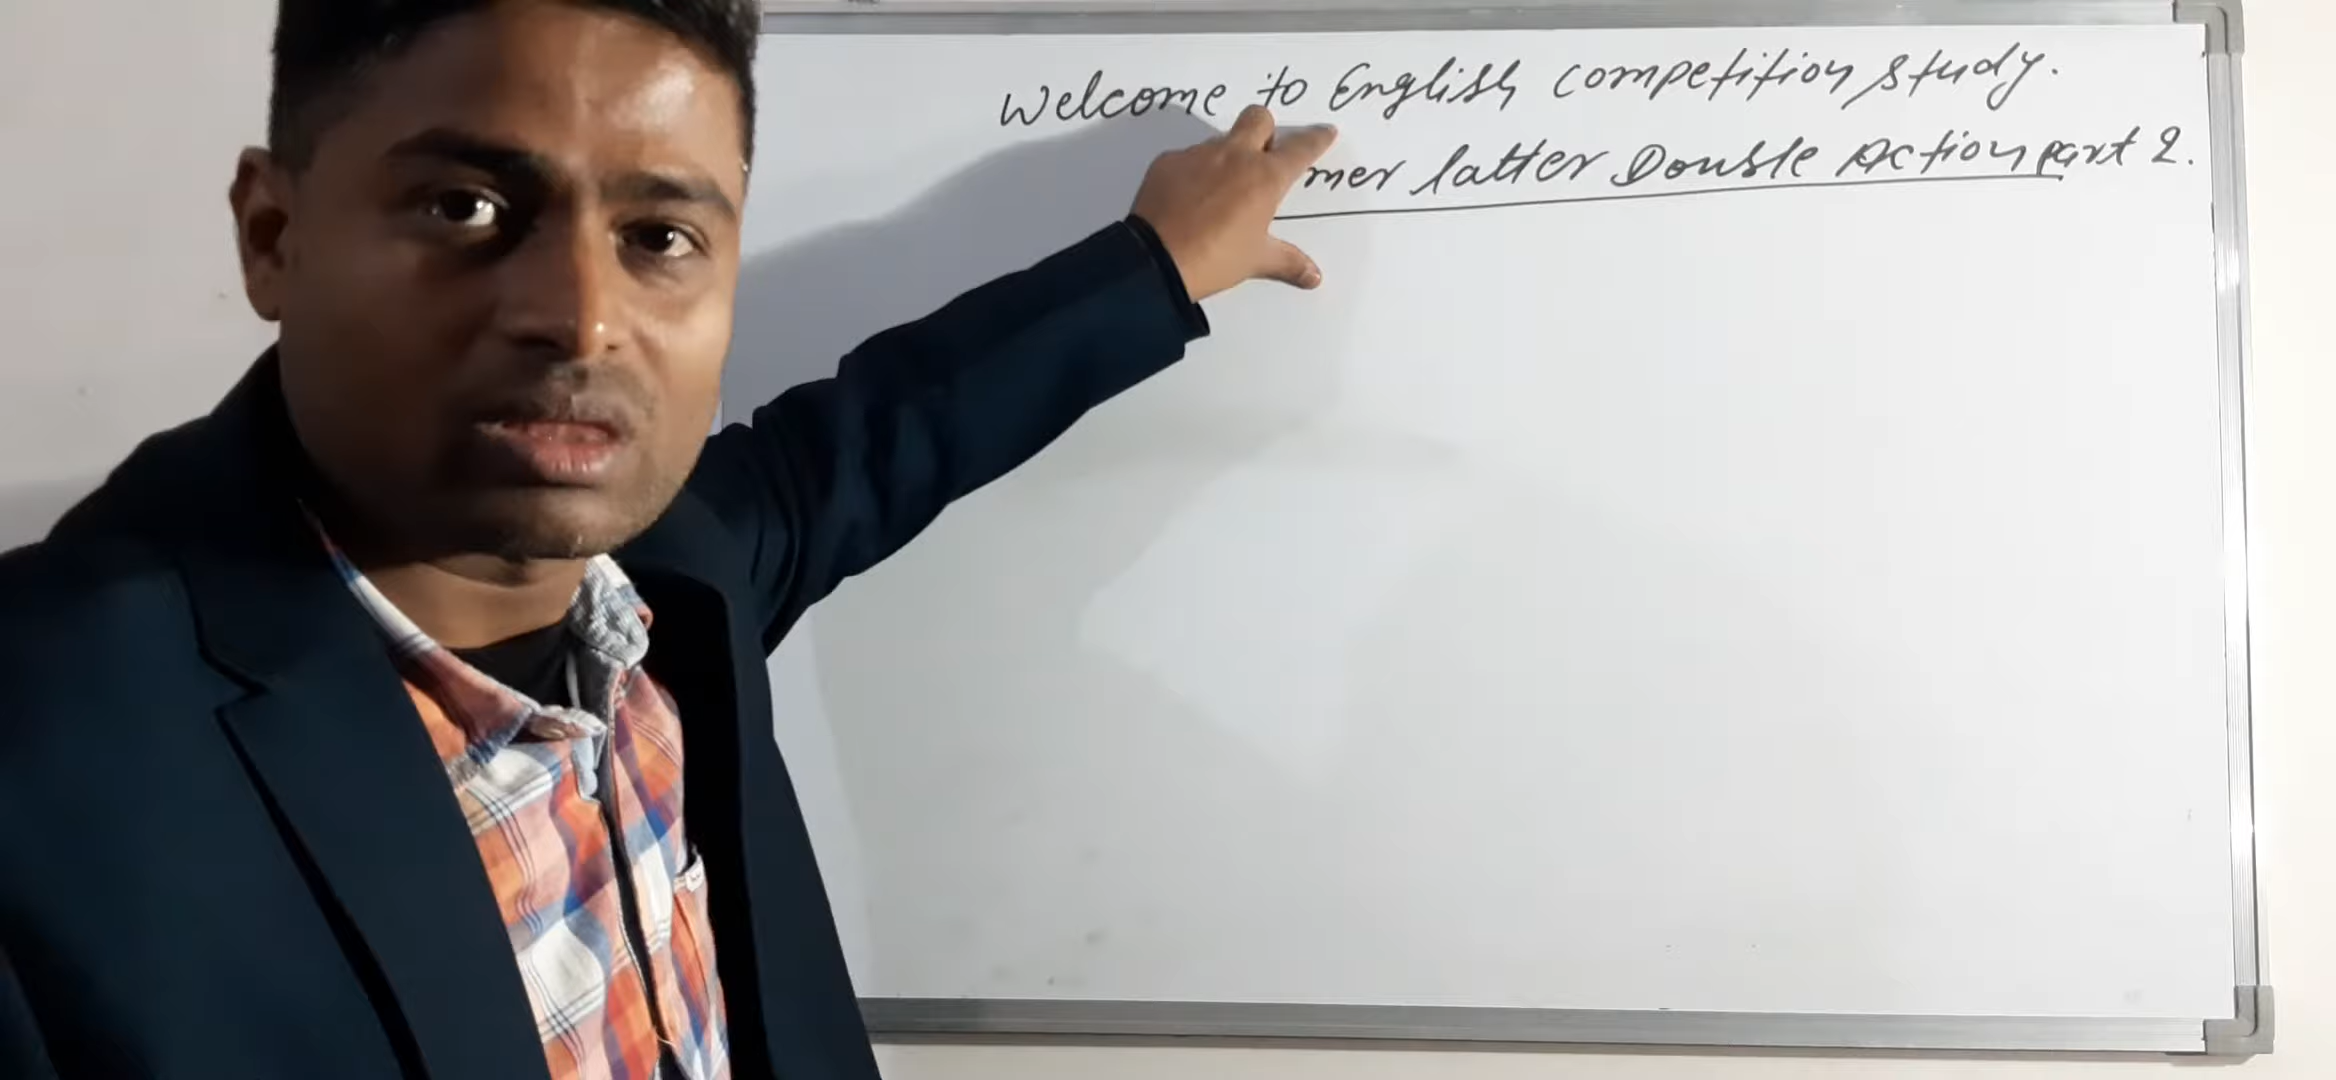 Welcome to English competition study.
mer latter Double Action part 2.